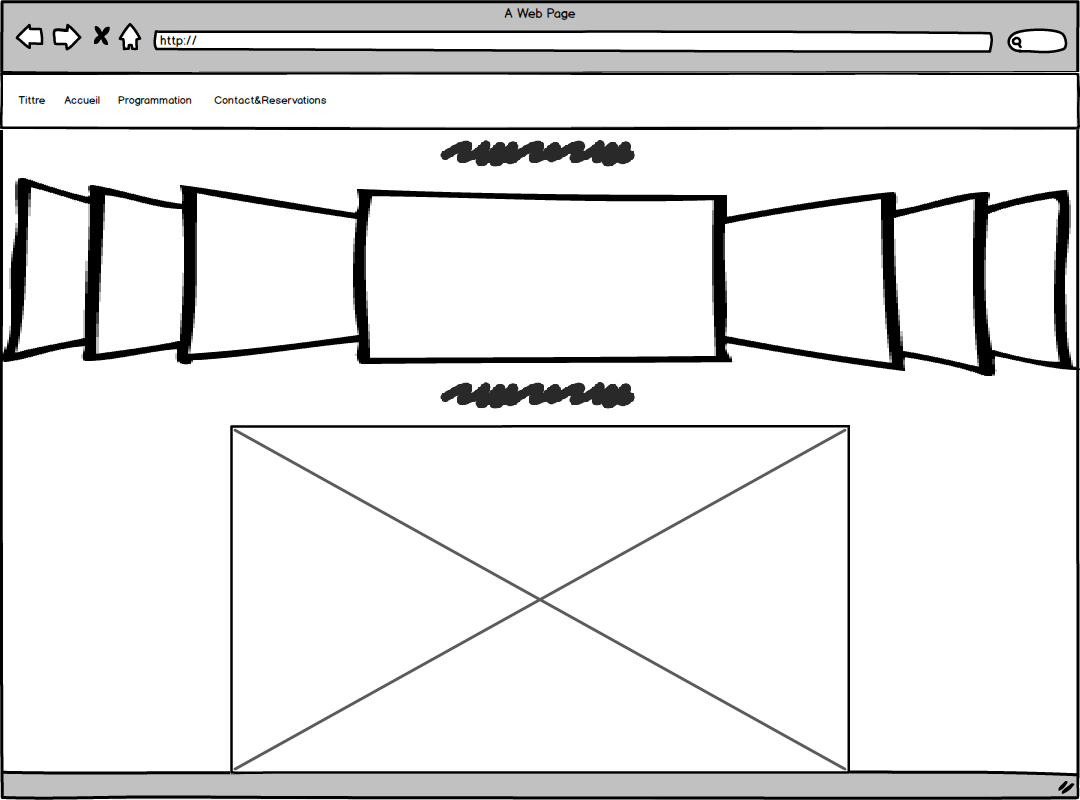 A Web Page
http://
Tittre Accueil Programmation Contact&Reservations